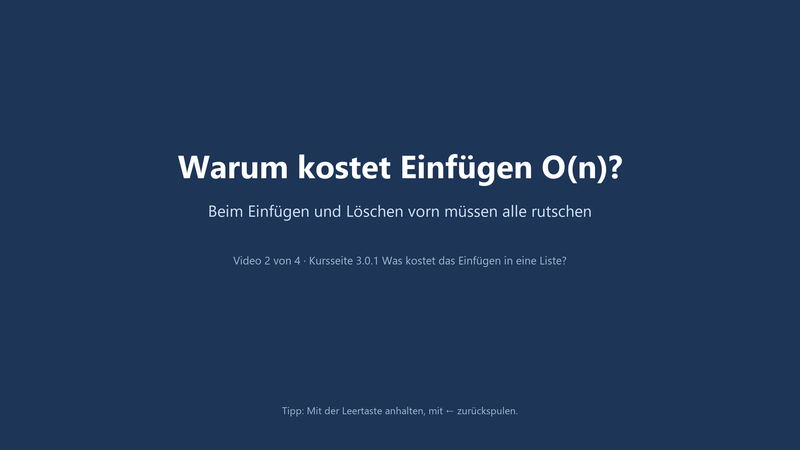 Warum kostet Einfügen O(n)?
Beim Einfügen und Löschen vorn müssen alle rutschen
Video 2 von 4 · Kursseite 3.0.1 Was kostet das Einfügen in eine Liste?
Tipp: Mit der Leertaste anhalten, mit ← zurückspulen.